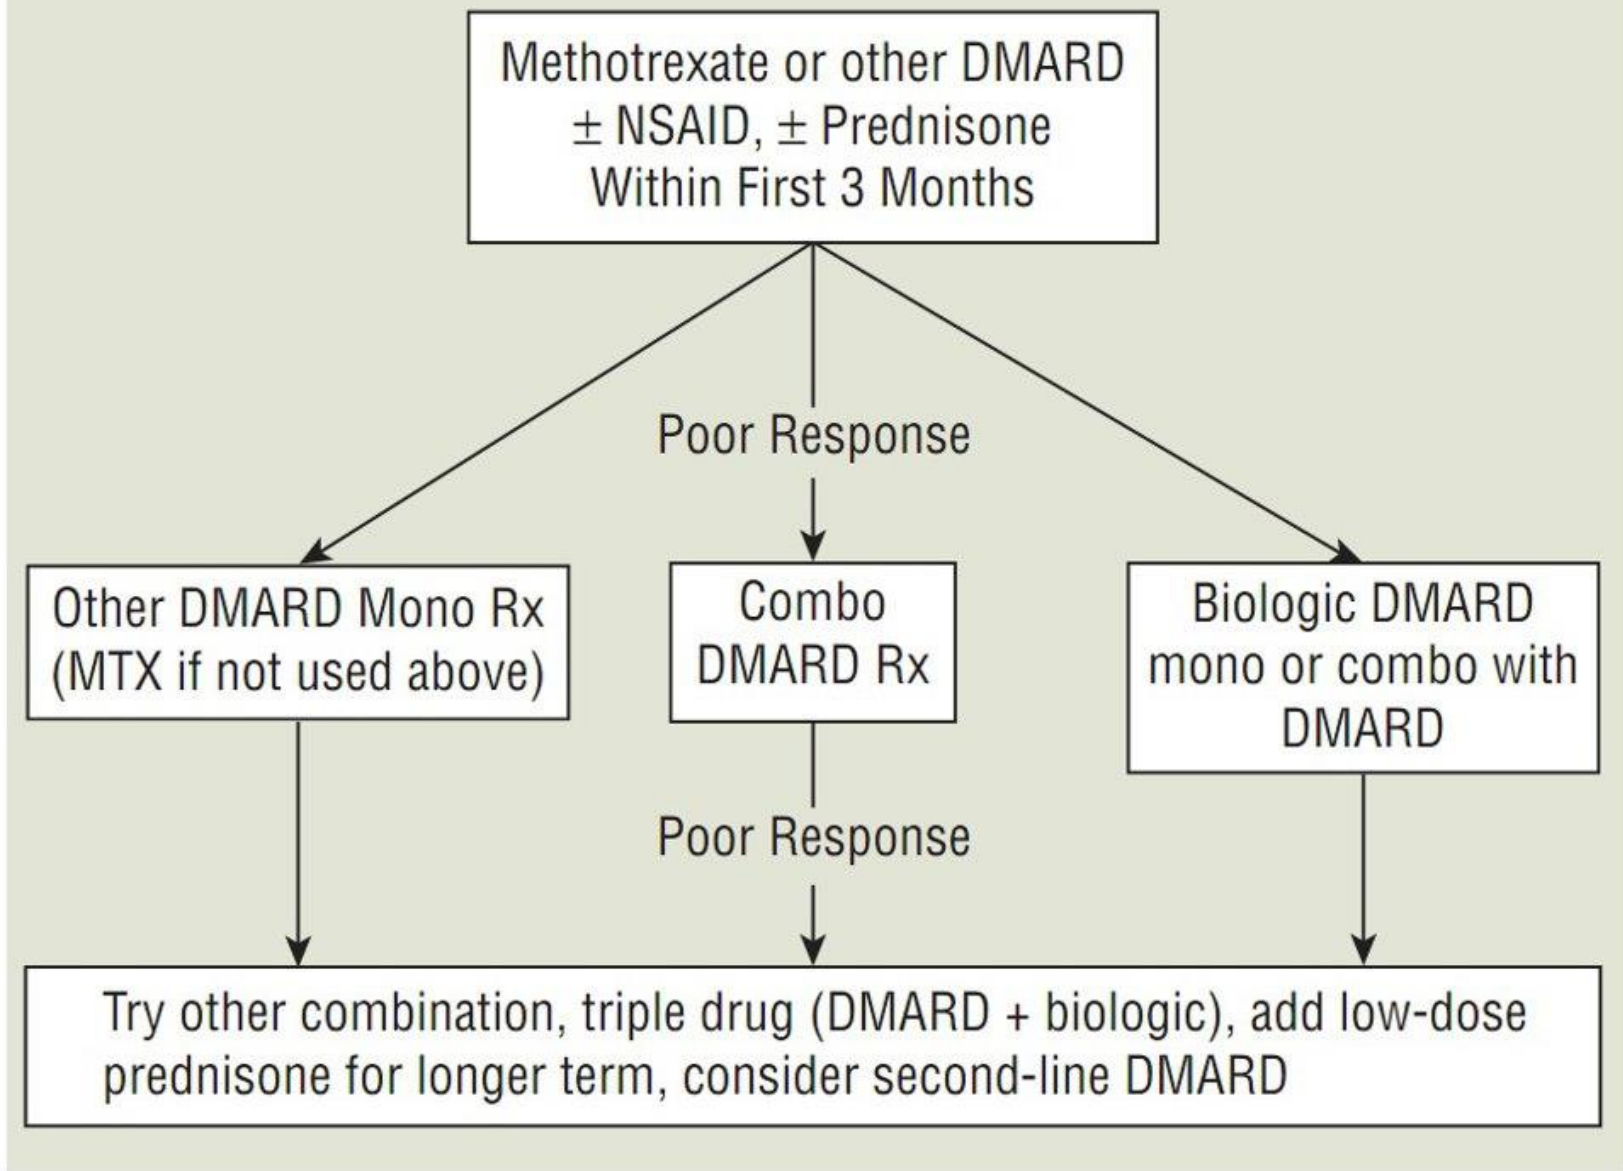 Methotrexate or other DMARD
± NSAID, ± Prednisone
Within First 3 Months
Poor Response
Other DMARD Mono Rx
(MTX if not used above)
Combo
DMARD Rx
Biologic DMARD
mono or combo with
DMARD
Poor Response
Try other combination, triple drug (DMARD + biologic), add low-dose
prednisone for longer term, consider second-line DMARD